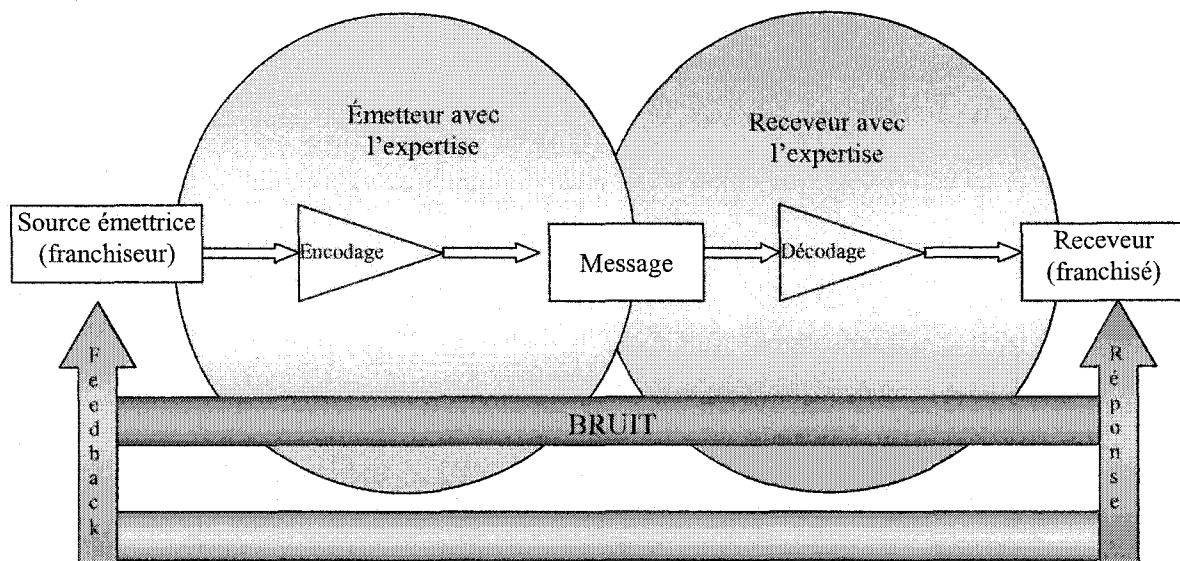 Émetteur avec
l'expertise
Receveur avec
l'expertise
Source émettrice
(franchiseur)
Encodage
Message
Décodage
Receveur
(franchisé)
Feedback
BRUIT
Réponse